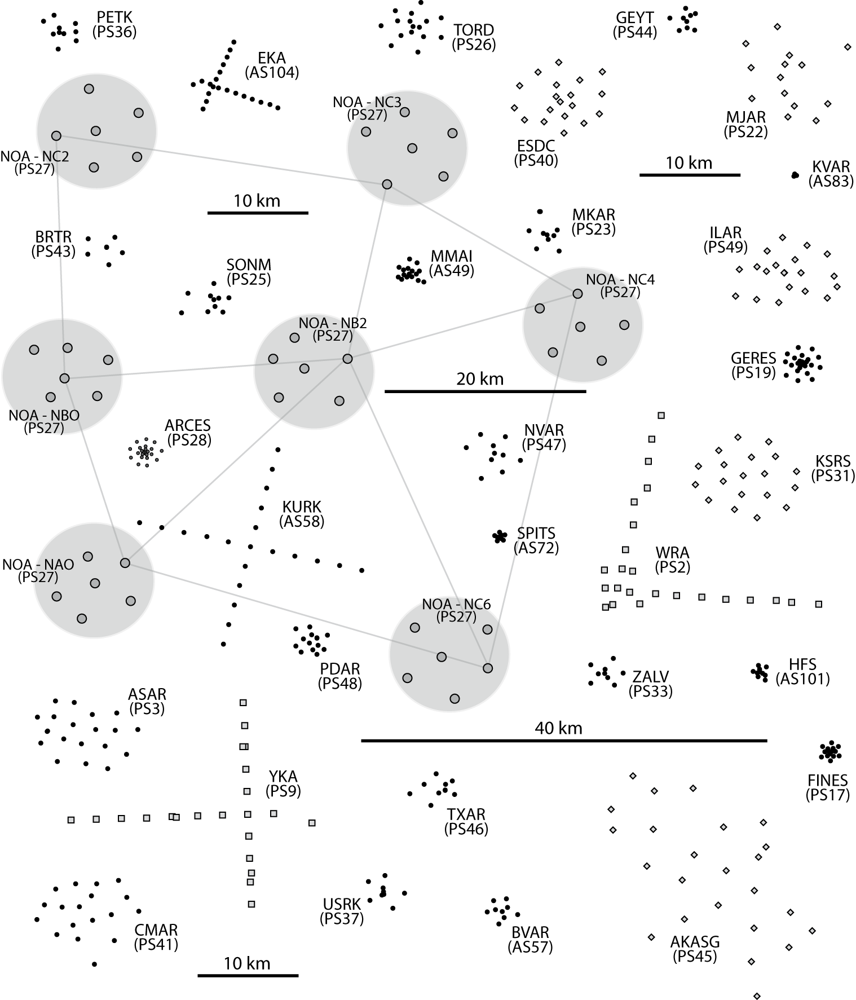 PETK
(PS36)
TORD
(PS26)
GEYT
(PS44)
EKA
(AS104)
NOA - NC3
(PS27)
MJAR
(PS22)
ESDC
(PS40)
NOA - NC2
(PS27)
10 km
KVAR
(AS83)
10 km
MKAR
(PS23)
BRTR
(PS43)
ILAR
(PS49)
MMAI
(AS49)
SONM
(PS25)
NOA - NC4
(PS27)
NOA - NB2
(PS27)
GERES
(PS19)
20 km
NOA - NBO
(PS27)
ARCES
(PS28)
NVAR
(PS47)
KSRS
(PS31)
KURK
(AS58)
SPITS
(AS72)
WRA
(PS2)
NOA - NAO
(PS27)
NOA - NC6
(PS27)
PDAR
(PS48)
ZALV
(PS33)
HFS
(AS101)
ASAR
(PS3)
40 km
YKA
(PS9)
FINES
(PS17)
TXAR
(PS46)
USRK
(PS37)
CMAR
(PS41)
BVAR
(AS57)
AKASG
(PS45)
10 km